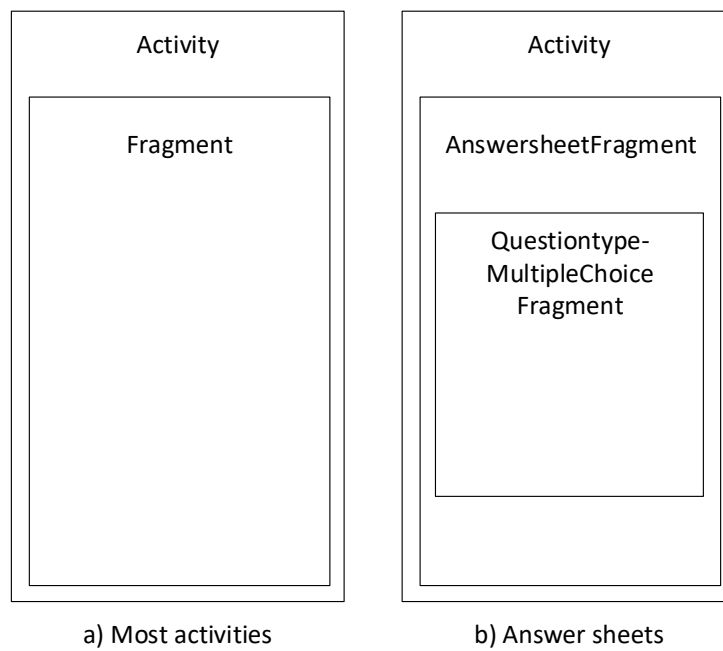 Activity
Fragment
a) Most activities
Activity
AnswersheetFragment
Questiontype-
MultipleChoice
Fragment
b) Answer sheets